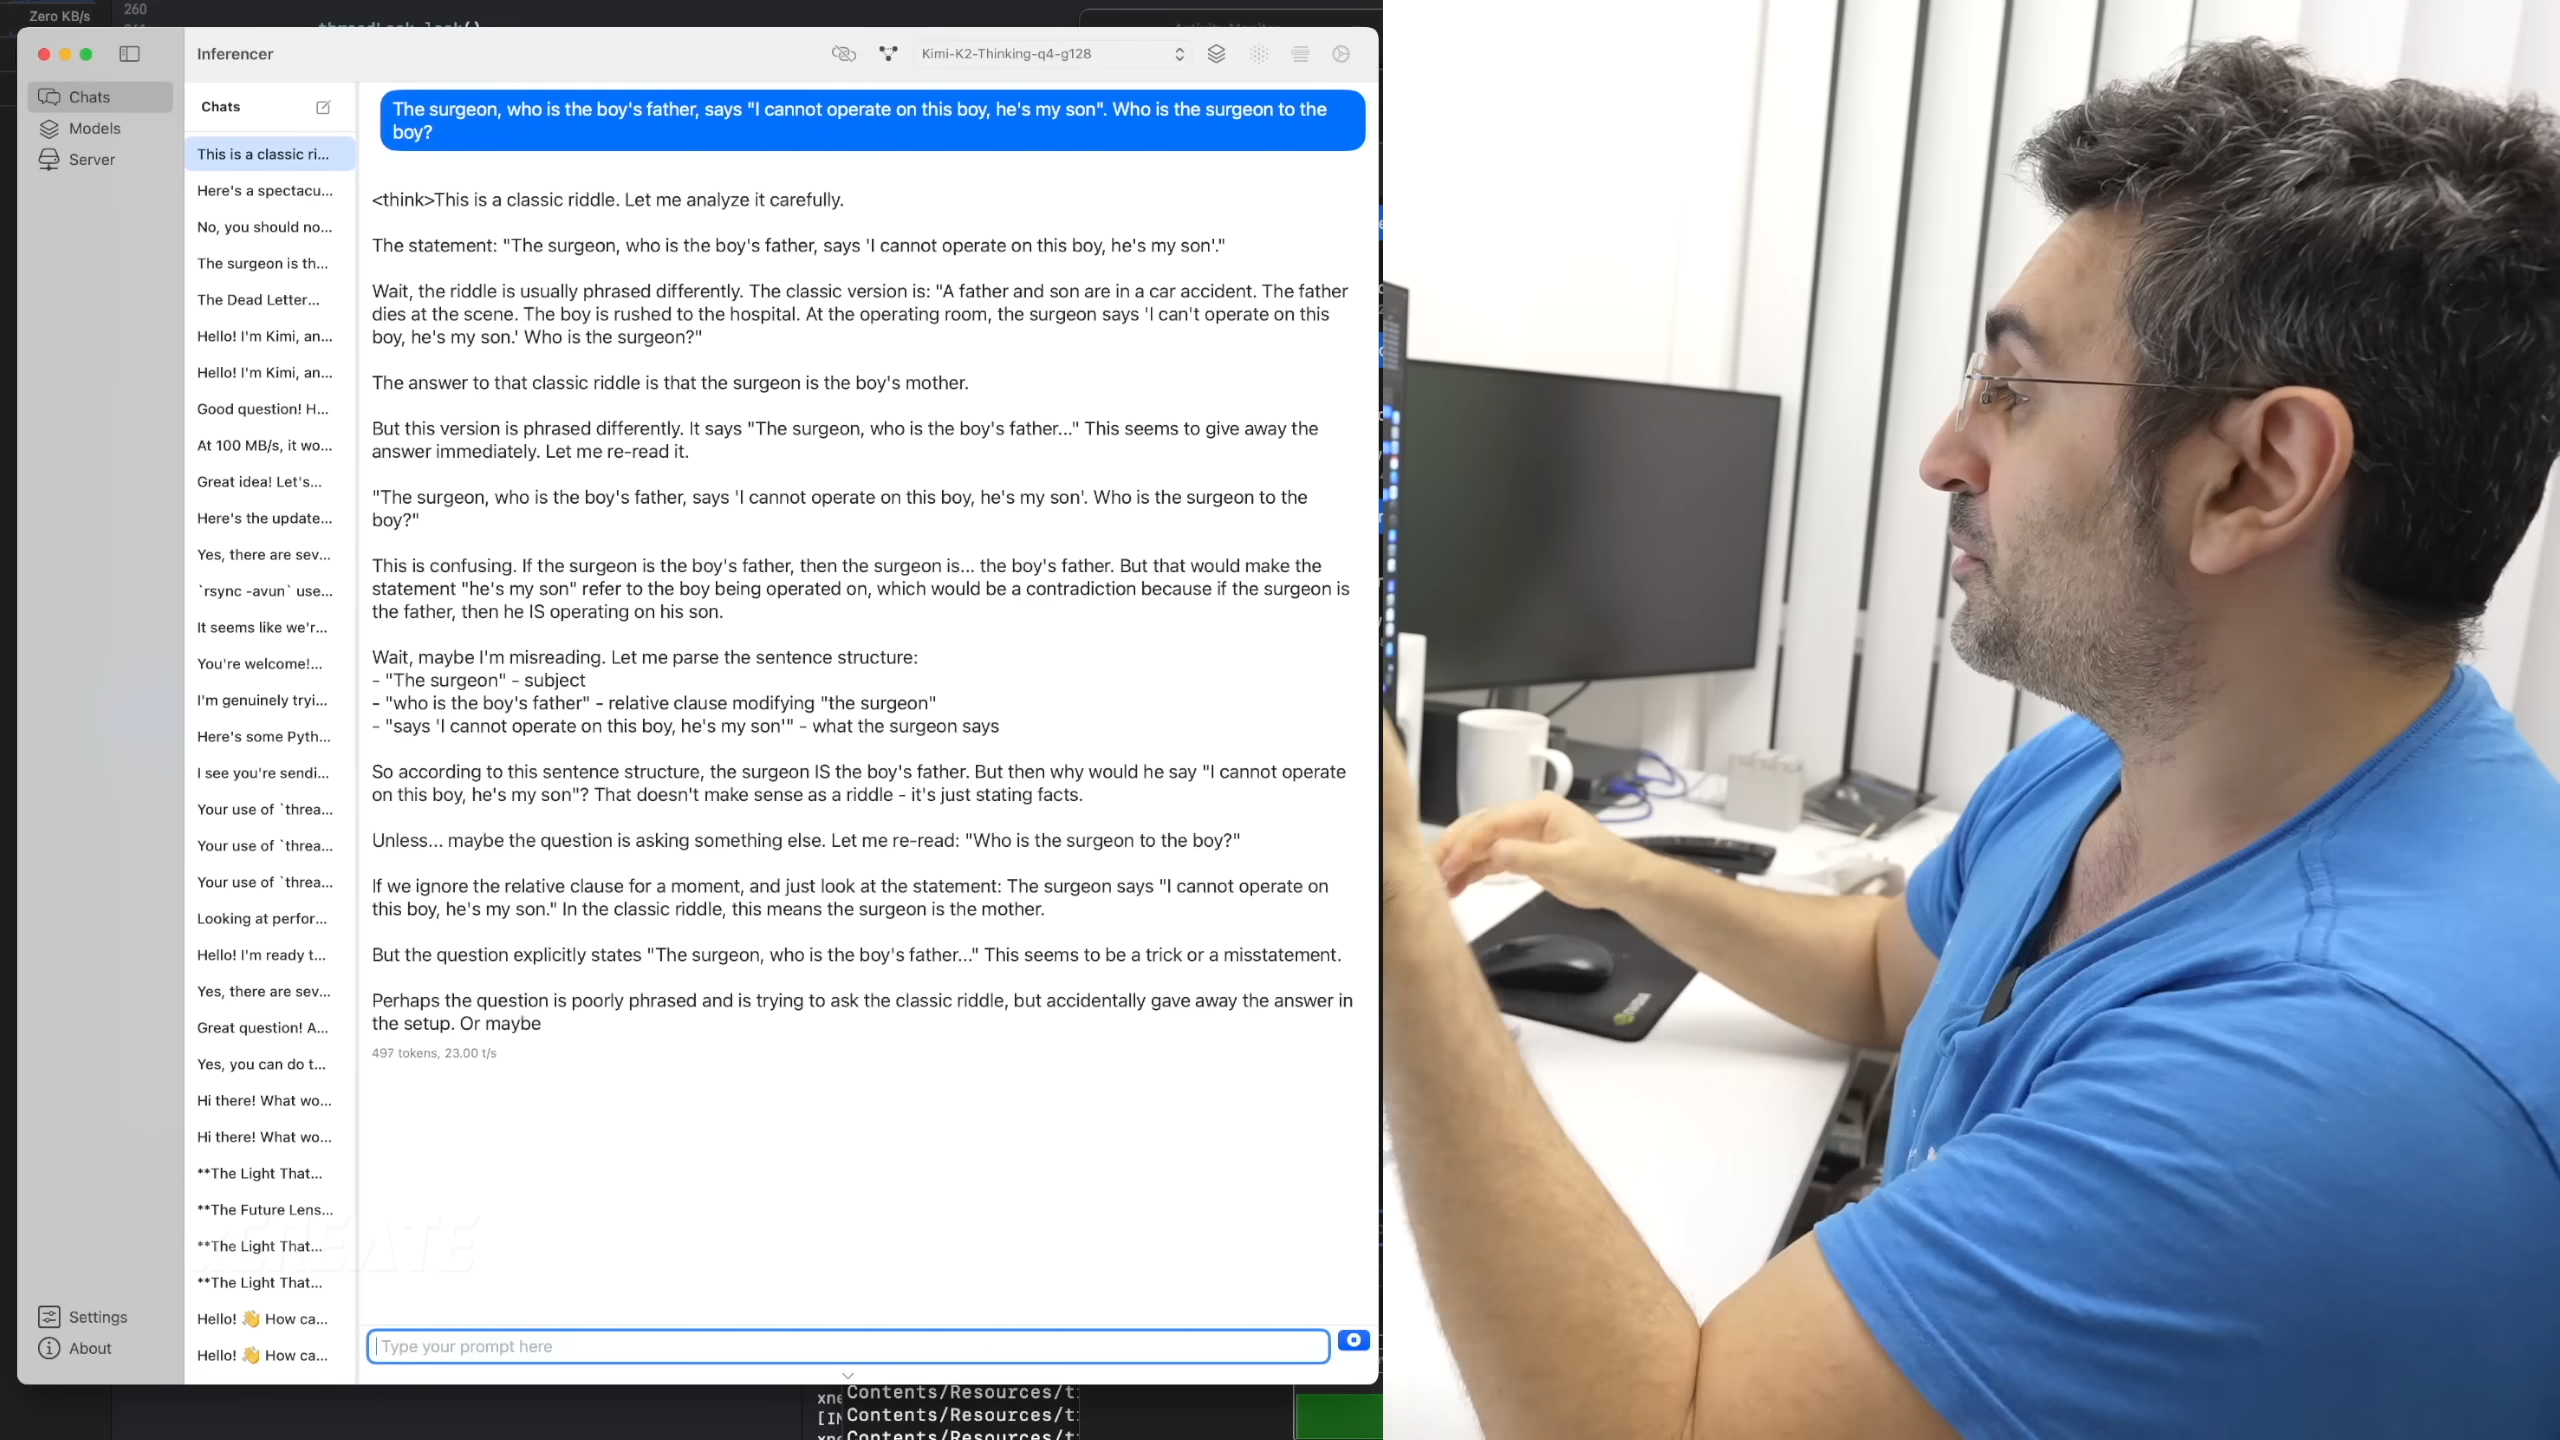 Zero KB/s
260
Inferencer
Kimi-K2-Thinking-q4-g128
Chats
Models
Server
Settings
About
Chats
This is a classic ri...
Here's a spectacu...
No, you should no...
The surgeon is th...
The Dead Letter...
Hello! I'm Kimi, an...
Hello! I'm Kimi, an...
Good question! H...
At 100 MB/s, it wo...
Great idea! Let's...
Here's the update...
Yes, there are sev...
`rsync -avun` use...
It seems like we'r...
You're welcome!...
I'm genuinely tryi...
Here's some Pyth...
I see you're sendi...
Your use of `threa...
Your use of `threa...
Your use of `threa...
Looking at perfor...
Hello! I'm ready t...
Yes, there are sev...
Great question! A...
Yes, you can do t...
Hi there! What wo...
Hi there! What wo...
**The Light That...
**The Future Lens...
**The Light That...
**The Light That...
Hello! 👋 How ca...
Hello! 👋 How ca...
The surgeon, who is the boy's father, says "I cannot operate on this boy, he's my son". Who is the surgeon to the
boy?
<think>This is a classic riddle. Let me analyze it carefully.
The statement: "The surgeon, who is the boy's father, says 'I cannot operate on this boy, he's my son'."
Wait, the riddle is usually phrased differently. The classic version is: "A father and son are in a car accident. The father
dies at the scene. The boy is rushed to the hospital. At the operating room, the surgeon says 'I can't operate on this
boy, he's my son.' Who is the surgeon?"
The answer to that classic riddle is that the surgeon is the boy's mother.
But this version is phrased differently. It says "The surgeon, who is the boy's father..." This seems to give away the
answer immediately. Let me re-read it.
"The surgeon, who is the boy's father, says 'I cannot operate on this boy, he's my son'. Who is the surgeon to the
boy?"
This is confusing. If the surgeon is the boy's father, then the surgeon is... the boy's father. But that would make the
statement "he's my son" refer to the boy being operated on, which would be a contradiction because if the surgeon is
the father, then he IS operating on his son.
Wait, maybe I'm misreading. Let me parse the sentence structure:
- "The surgeon" - subject
- "who is the boy's father" - relative clause modifying "the surgeon"
- "says 'I cannot operate on this boy, he's my son'" - what the surgeon says
So according to this sentence structure, the surgeon IS the boy's father. But then why would he say "I cannot operate
on this boy, he's my son"? That doesn't make sense as a riddle - it's just stating facts.
Unless... maybe the question is asking something else. Let me re-read: "Who is the surgeon to the boy?"
If we ignore the relative clause for a moment, and just look at the statement: The surgeon says "I cannot operate on
this boy, he's my son." In the classic riddle, this means the surgeon is the mother.
But the question explicitly states "The surgeon, who is the boy's father..." This seems to be a trick or a misstatement.
Perhaps the question is poorly phrased and is trying to ask the classic riddle, but accidentally gave away the answer in
the setup. Or maybe
497 tokens, 23.00 t/s
Type your prompt here
Contents/Resources/t
Contents/Resources/t
Contents/Resources/t